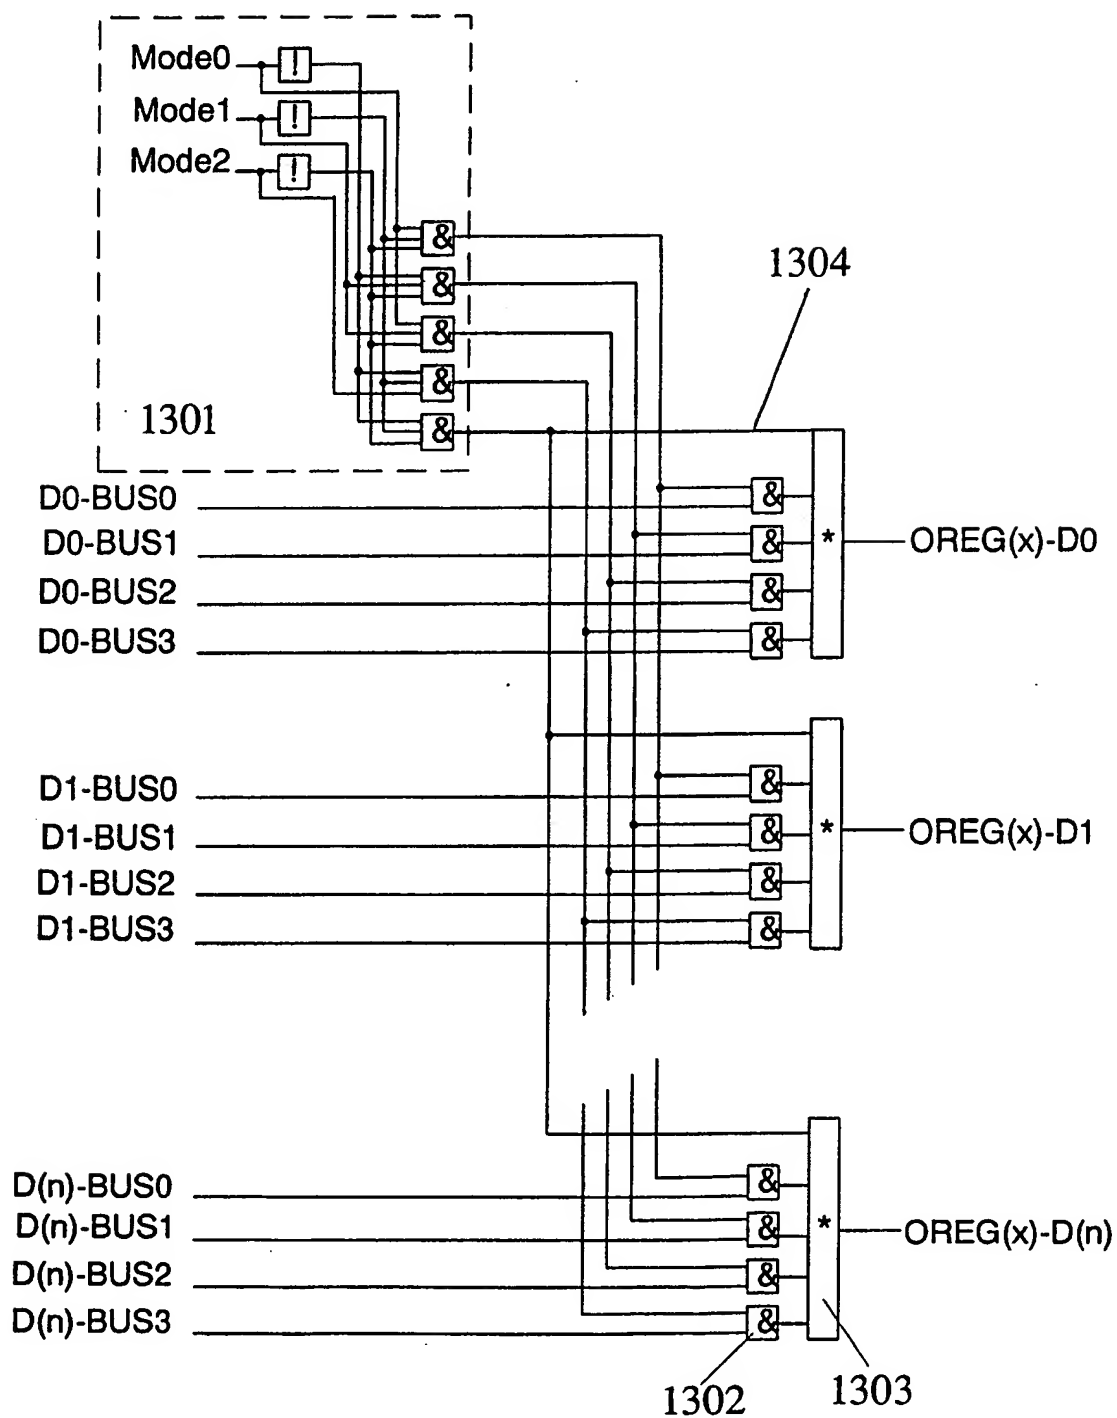 Mode0 !
Mode1 !
Mode2 !
&
&
&
&
&
1301
1304
D0-BUS0 &
D0-BUS1 &
D0-BUS2 &
D0-BUS3 &
* OREG(x)-D0
D1-BUS0 &
D1-BUS1 &
D1-BUS2 &
D1-BUS3 &
* OREG(x)-D1
D(n)-BUS0 &
D(n)-BUS1 &
D(n)-BUS2 &
D(n)-BUS3 &
* OREG(x)-D(n)
1302
1303